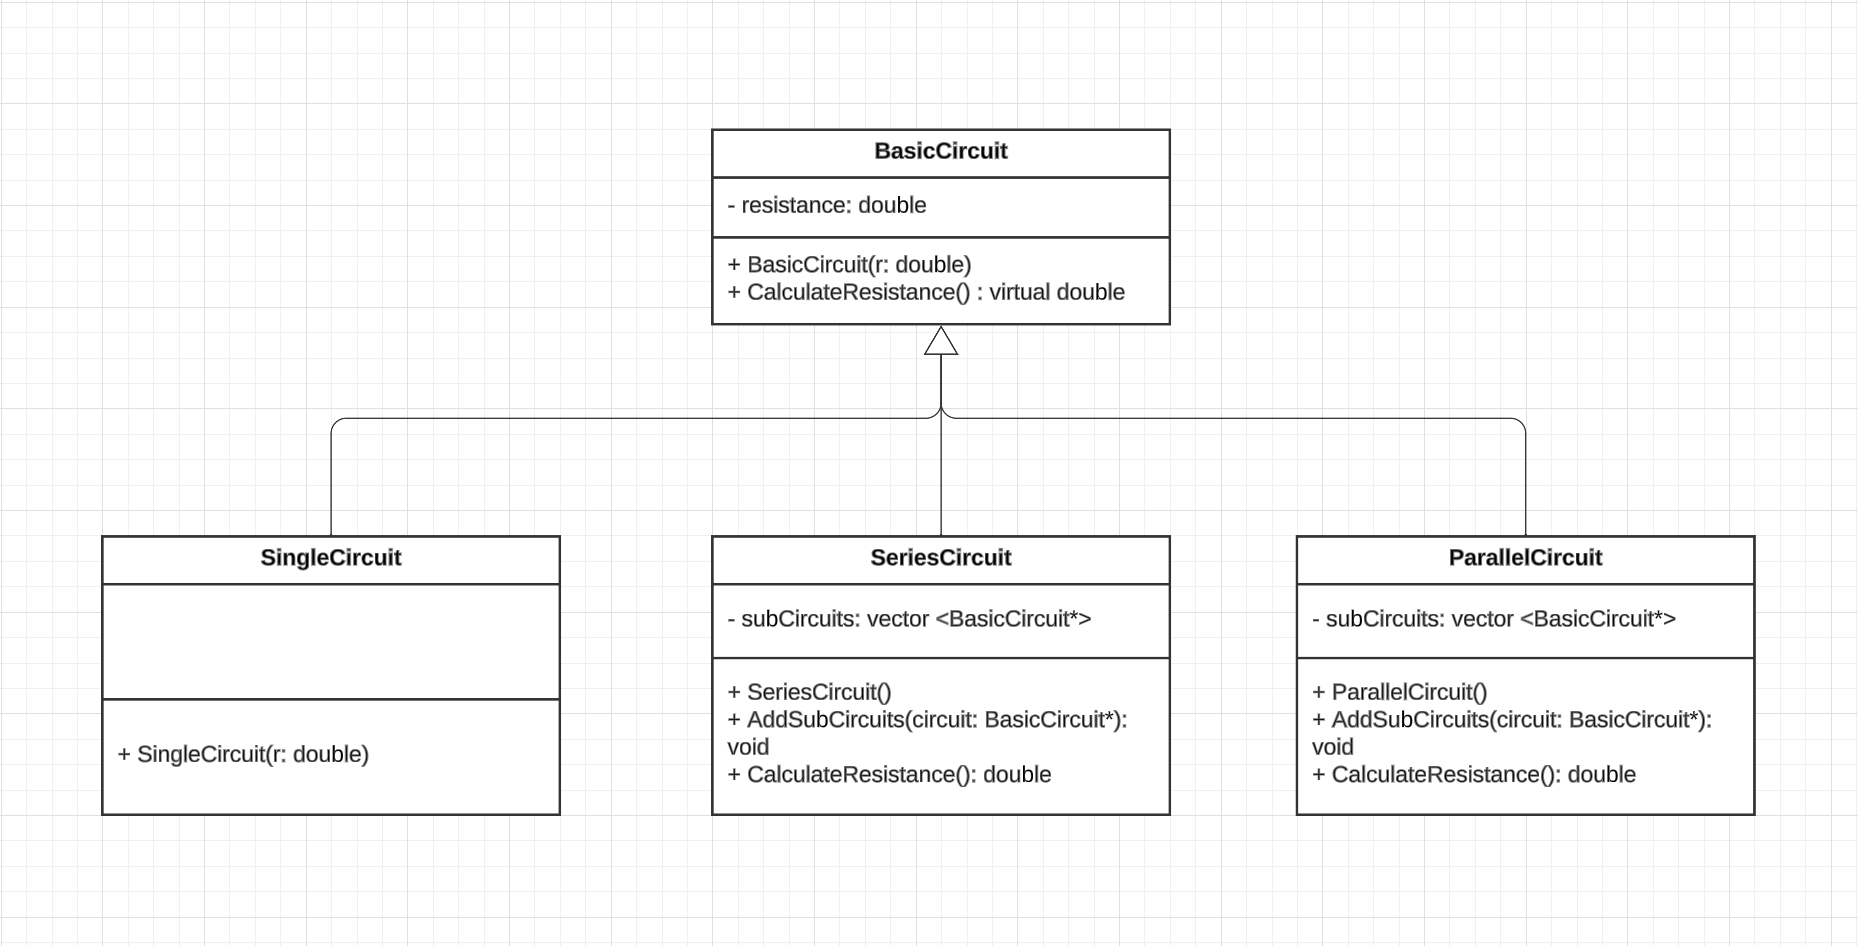 BasicCircuit
- resistance: double
+ BasicCircuit(r: double)
+ CalculateResistance() : virtual double
SingleCircuit
+ SingleCircuit(r: double)
SeriesCircuit
- subCircuits: vector <BasicCircuit*>
+ SeriesCircuit()
+ AddSubCircuits(circuit: BasicCircuit*):
void
+ CalculateResistance(): double
ParallelCircuit
- subCircuits: vector <BasicCircuit*>
+ ParallelCircuit()
+ AddSubCircuits(circuit: BasicCircuit*):
void
+ CalculateResistance(): double